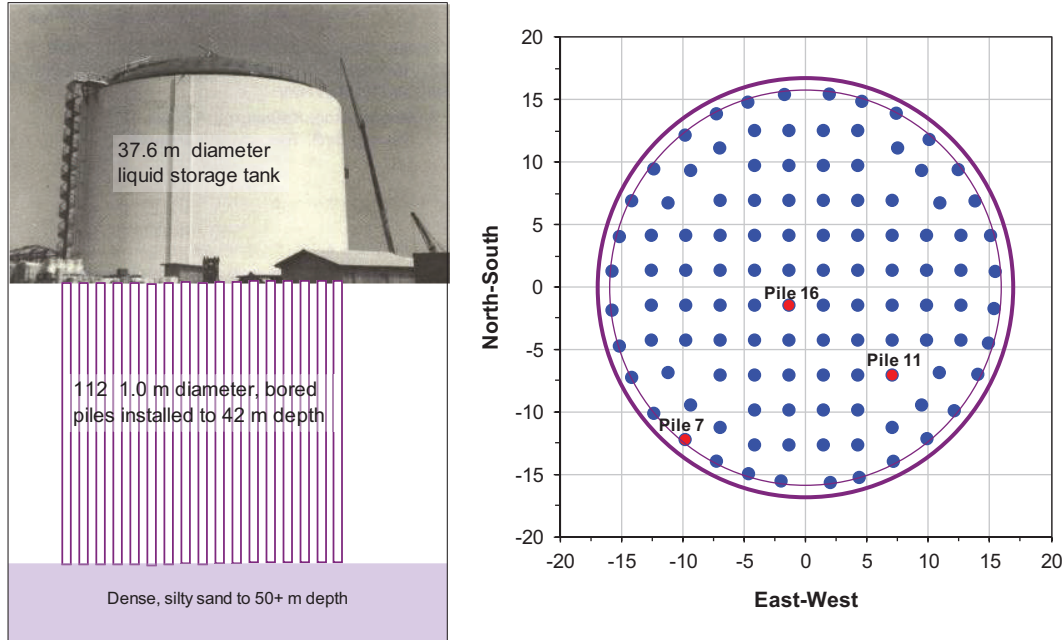 37.6 m diameter
liquid storage tank
112 1.0 m diameter, bored
piles installed to 42 m depth
Dense, silty sand to 50+ m depth
20
15
10
5
0
-5
-10
-15
-20
North-South
Pile 16
Pile 11
Pile 7
-20 -15 -10 -5 0 5 10 15 20
East-West